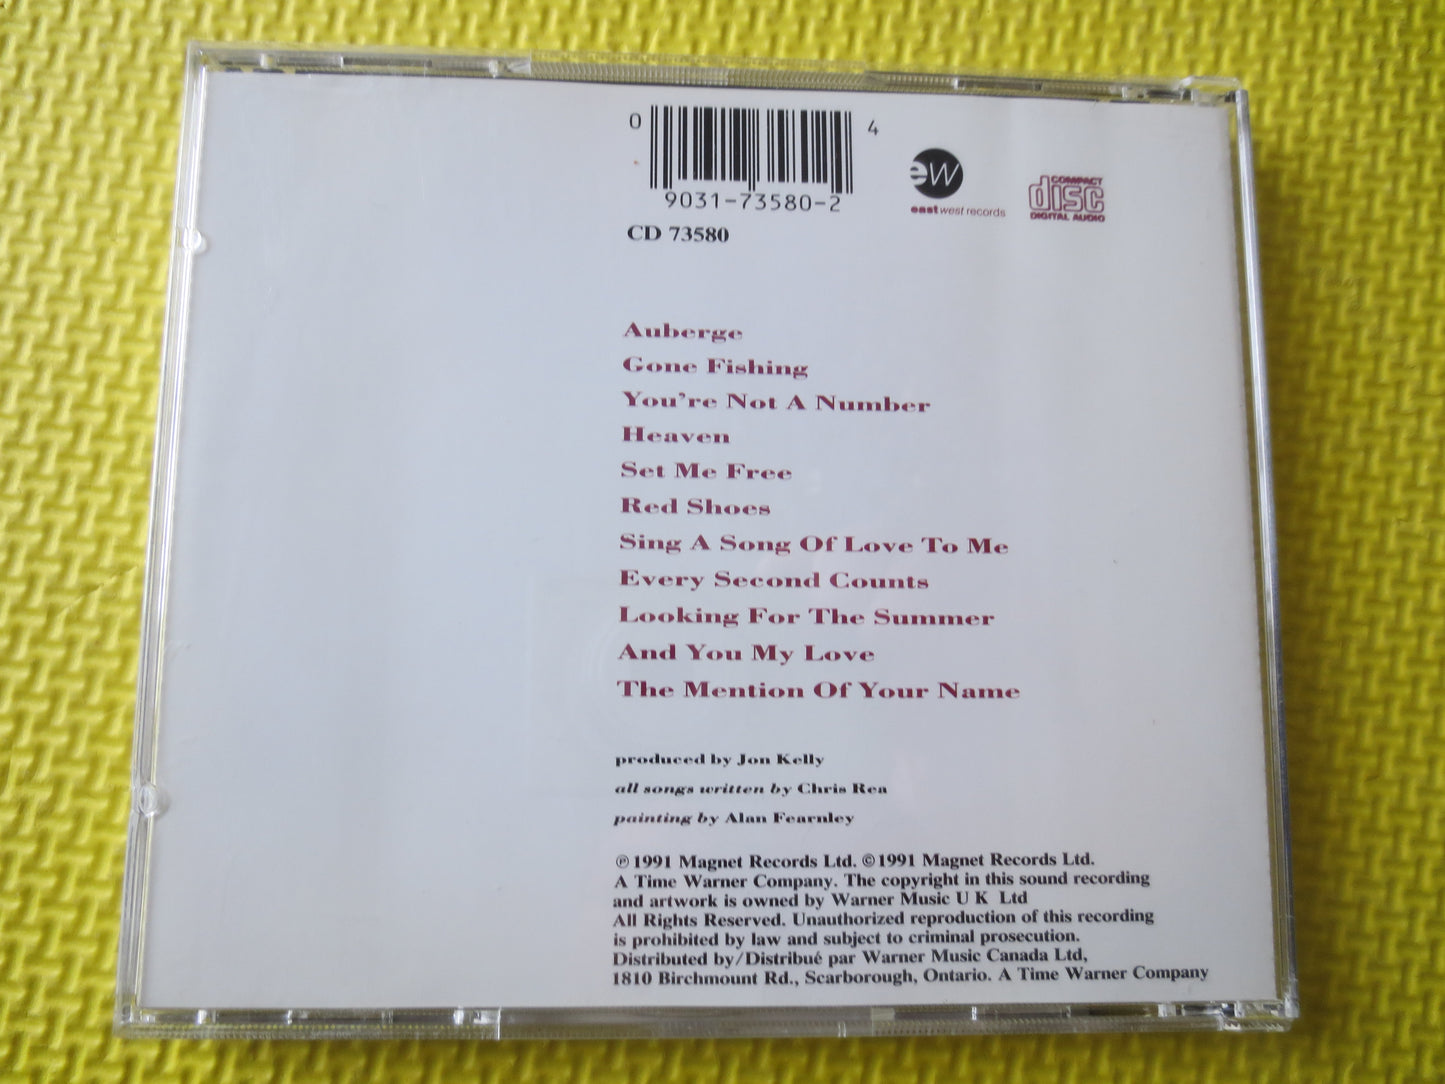 0 4
9031-73580-2
CD 73580
ew
east west records
COMPACT
disc
DIGITAL AUDIO
Auberge
Gone Fishing
You're Not A Number
Heaven
Set Me Free
Red Shoes
Sing A Song Of Love To Me
Every Second Counts
Looking For The Summer
And You My Love
The Mention Of Your Name
produced by Jon Kelly
all songs written by Chris Rea
painting by Alan Fearnley
℗1991 Magnet Records Ltd. ©1991 Magnet Records Ltd.
A Time Warner Company. The copyright in this sound recording
and artwork is owned by Warner Music U K Ltd
All Rights Reserved. Unauthorized reproduction of this recording
is prohibited by law and subject to criminal prosecution.
Distributed by/Distribué par Warner Music Canada Ltd,
1810 Birchmount Rd., Scarborough, Ontario. A Time Warner Company